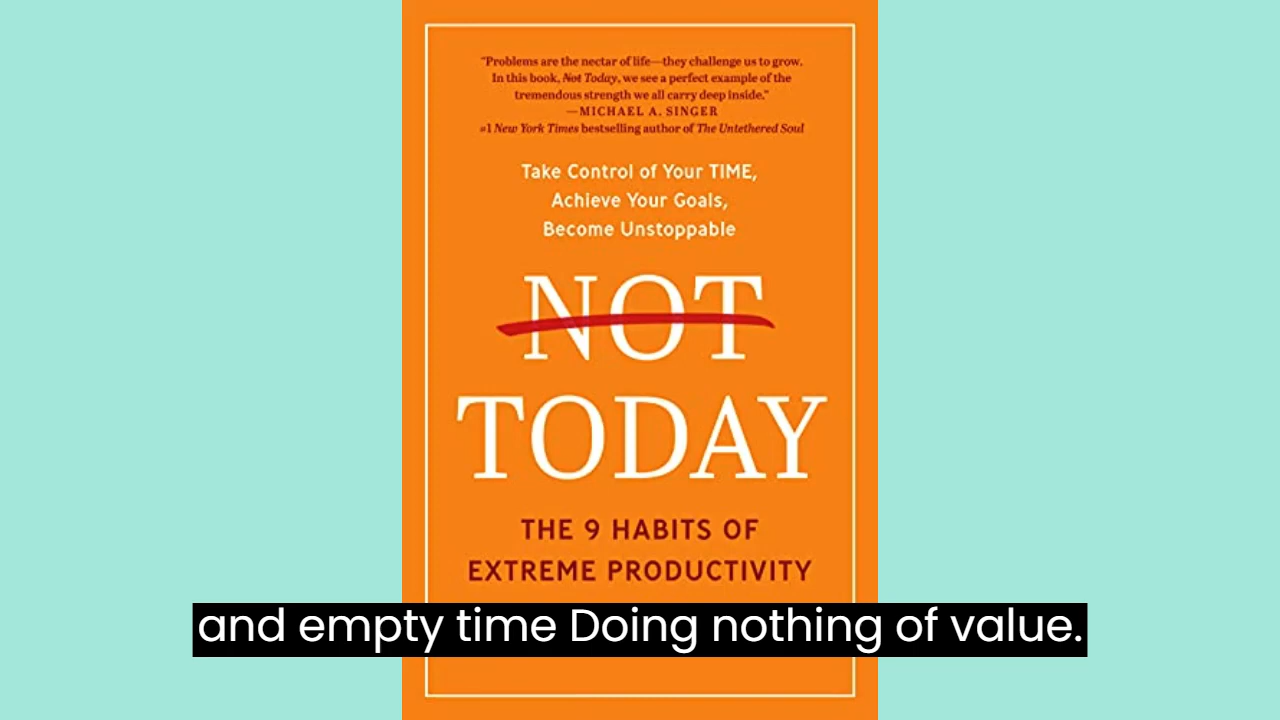 "Problems are the nectar of life—they challenge us to grow.
In this book, Not Today, we see a perfect example of the
tremendous strength we all carry deep inside."
—MICHAEL A. SINGER
#1 New York Times bestselling author of The Untethered Soul
Take Control of Your TIME,
Achieve Your Goals,
Become Unstoppable
NOT
TODAY
THE 9 HABITS OF
EXTREME PRODUCTIVITY
and empty time Doing nothing of value.